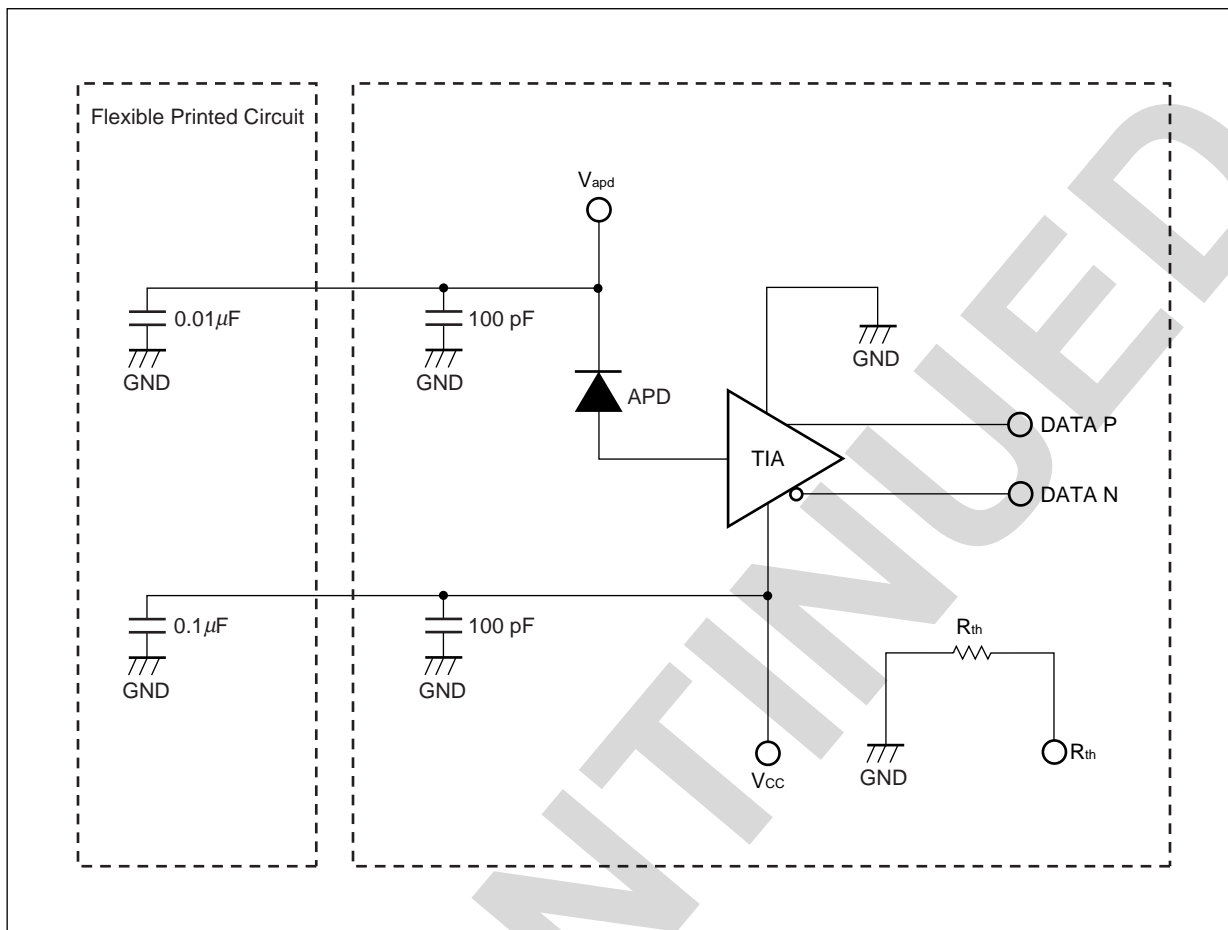 Flexible Printed Circuit
Vapd
0.01μF
GND
100 pF
GND
APD
GND
TIA
DATA P
DATA N
0.1μF
GND
100 pF
GND
VCC
Rth
GND
Rth
NTINUED